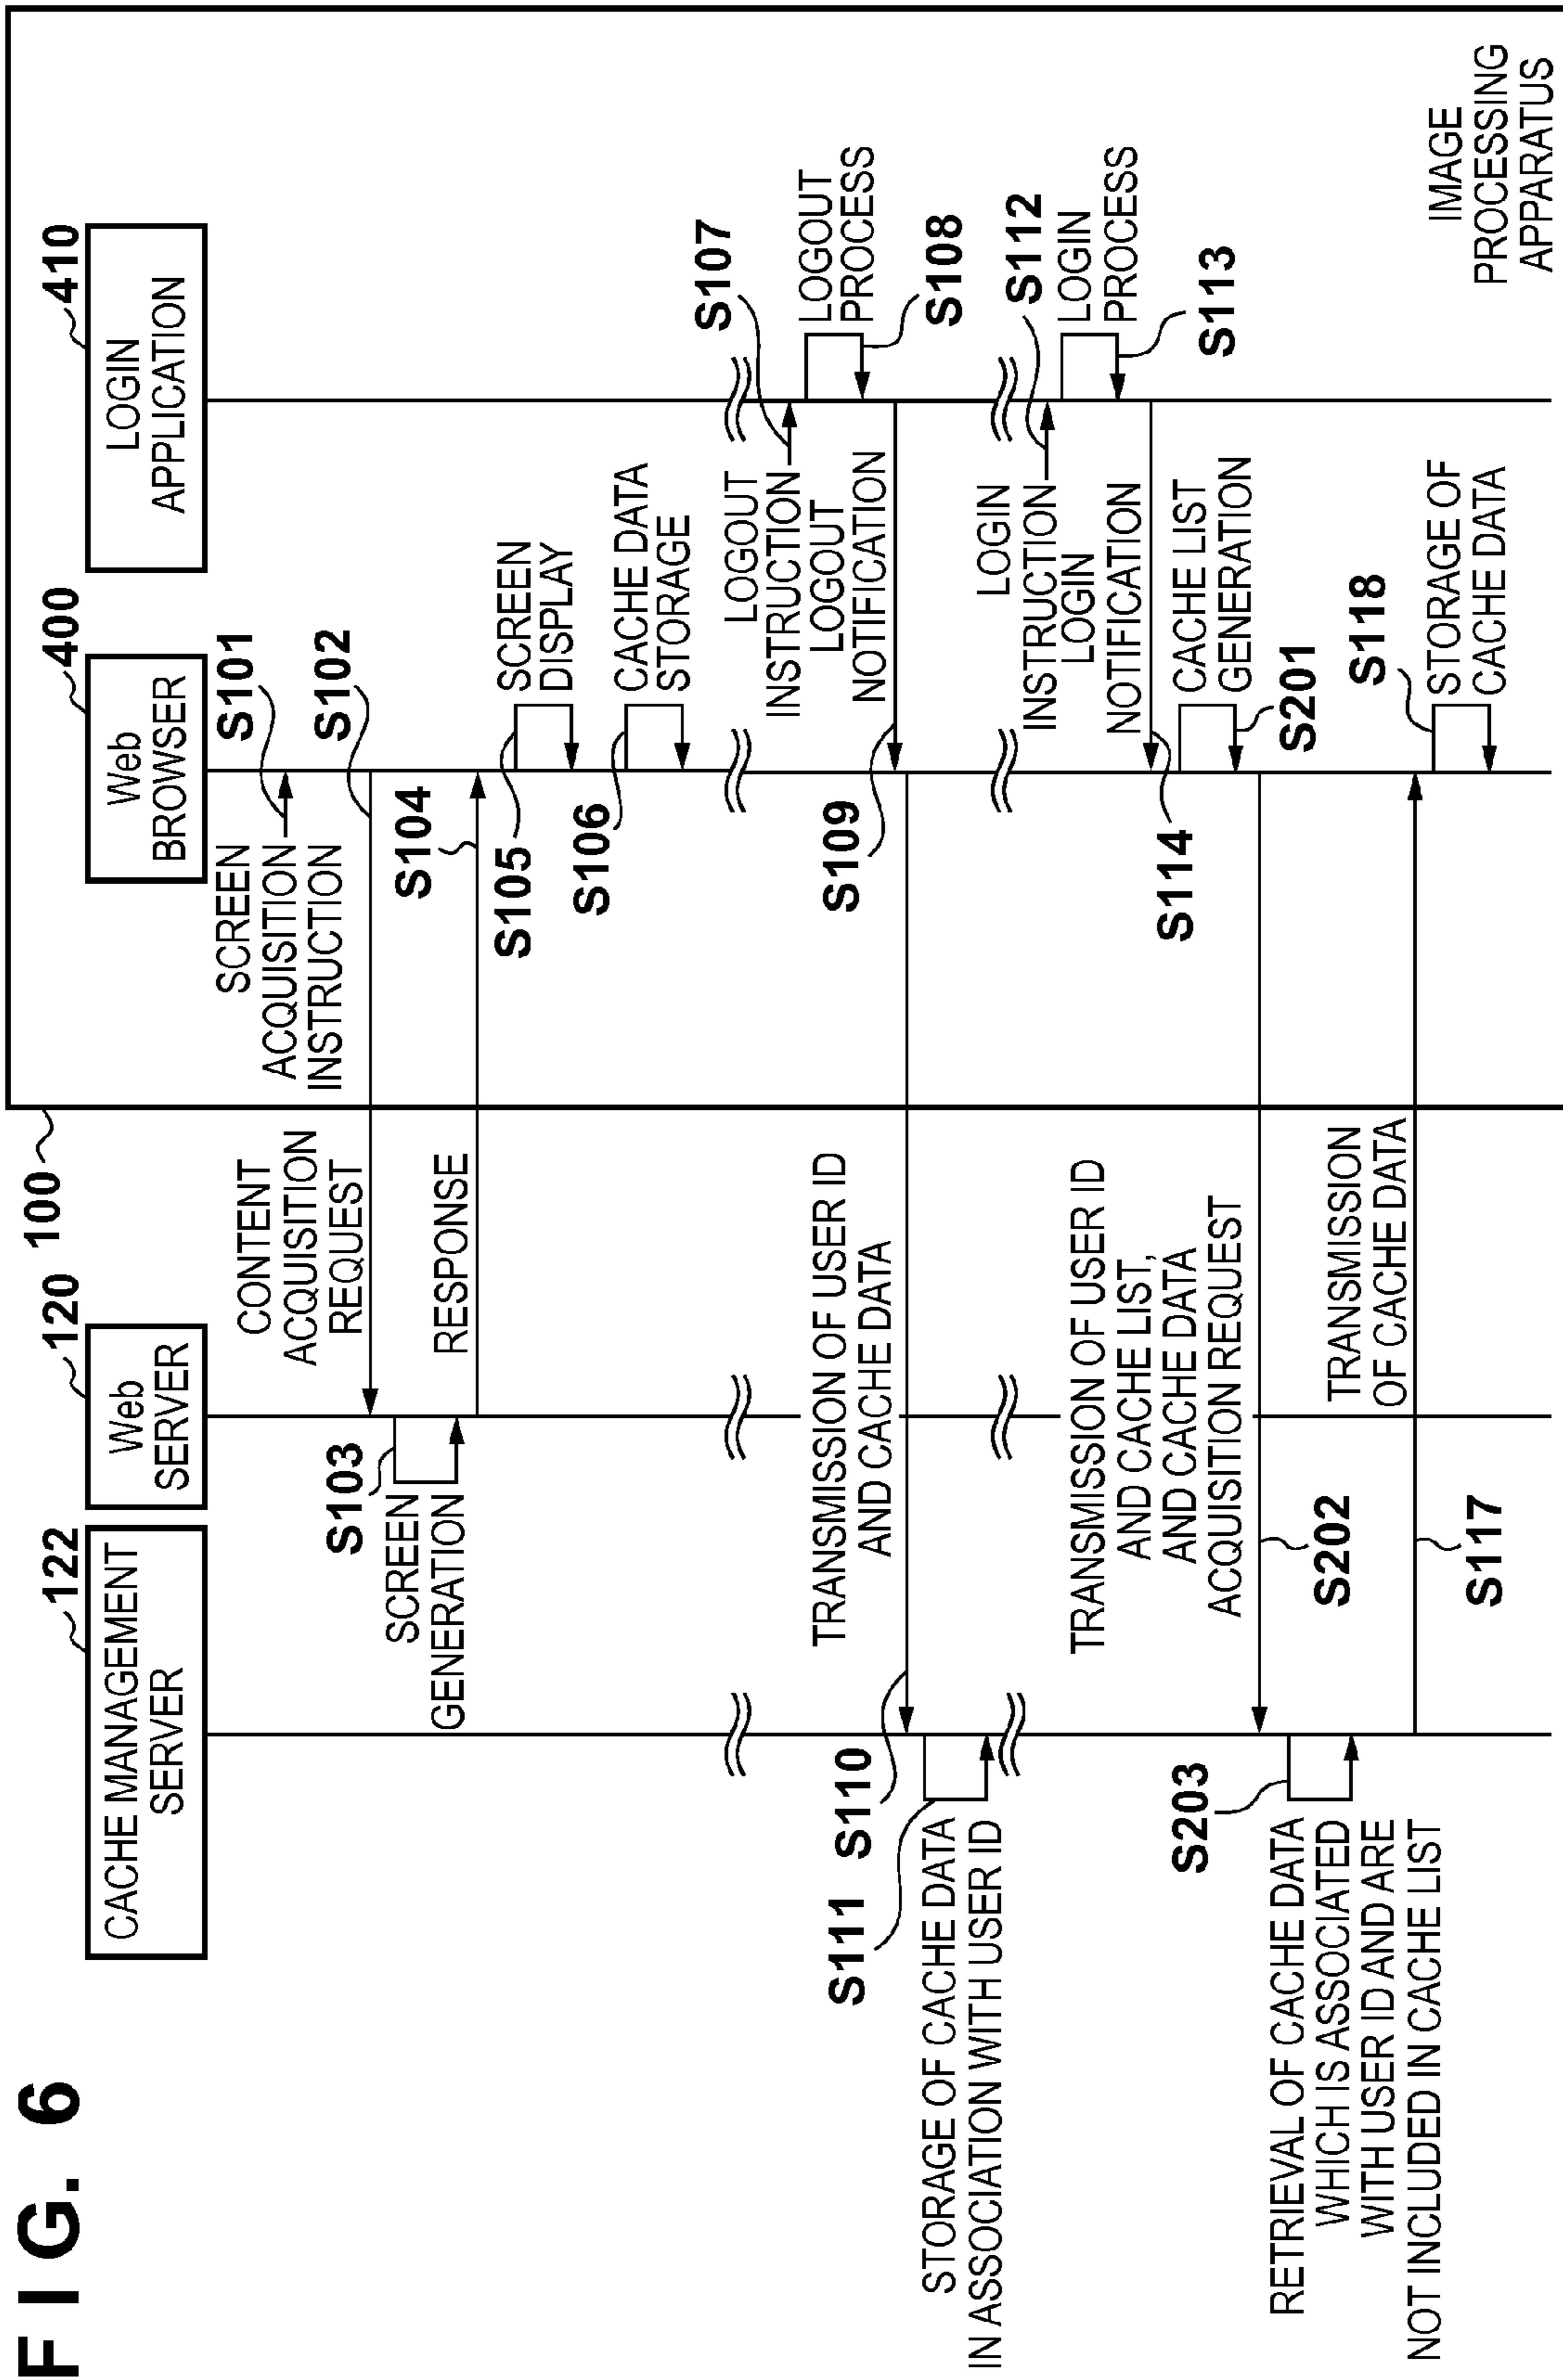 FIG. 6
122
CACHE MANAGEMENT
SERVER
120
Web
SERVER
100
400
Web
BROWSER
410
LOGIN
APPLICATION
SCREEN
ACQUISITION
INSTRUCTION
S101
S102
CONTENT
ACQUISITION
REQUEST
S103
SCREEN
GENERATION
RESPONSE
S104
S105
SCREEN
DISPLAY
S106
CACHE DATA
STORAGE
LOGOUT
INSTRUCTION
S107
LOGOUT
PROCESS
S108
LOGOUT
NOTIFICATION
S109
TRANSMISSION OF USER ID
AND CACHE DATA
S110
S111
STORAGE OF CACHE DATA
IN ASSOCIATION WITH USER ID
LOGIN
INSTRUCTION
S112
LOGIN
PROCESS
S113
LOGIN
NOTIFICATION
S114
CACHE LIST
GENERATION
S201
TRANSMISSION OF USER ID
AND CACHE LIST,
AND CACHE DATA
ACQUISITION REQUEST
S202
S203
RETRIEVAL OF CACHE DATA
WHICH IS ASSOCIATED
WITH USER ID AND ARE
NOT INCLUDED IN CACHE LIST
TRANSMISSION
OF CACHE DATA
S117
S118
STORAGE OF
CACHE DATA
IMAGE
PROCESSING
APPARATUS